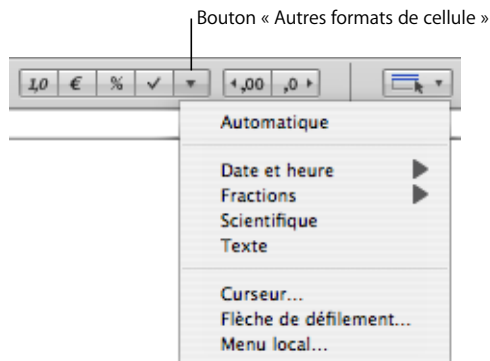 Bouton « Autres formats de cellule »
1,0 € % ✓ ,00 ,0
Automatique
Date et heure
Fractions
Scientifique
Texte
Curseur...
Flèche de défilement...
Menu local...